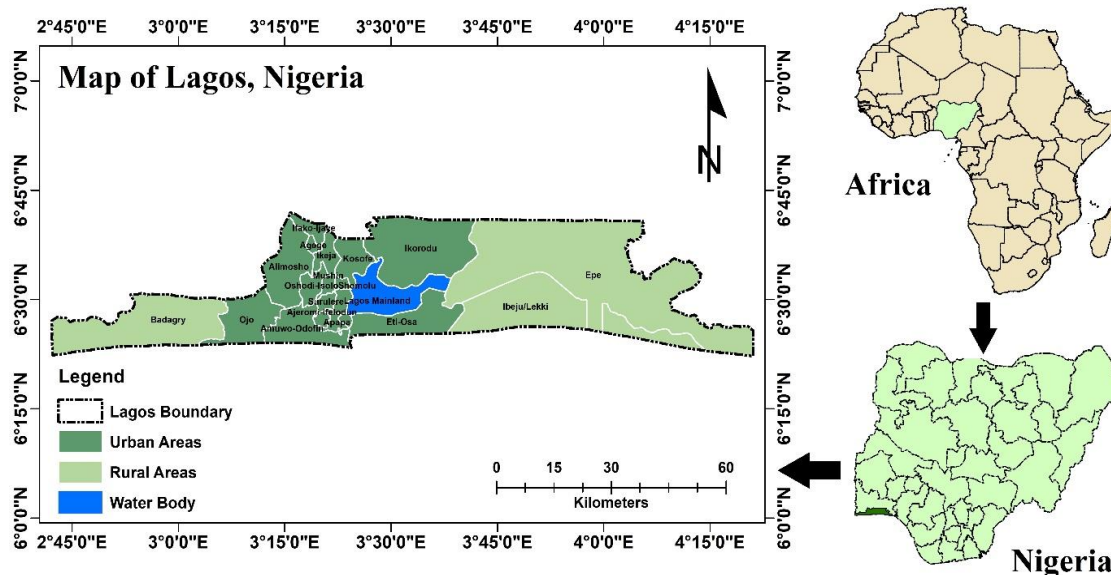 2°45'0"E 3°0'0"E 3°15'0"E 3°30'0"E 3°45'0"E 4°0'0"E 4°15'0"E
Map of Lagos, Nigeria
7°0'0"N
7°0'0"N
N
6°45'0"N
6°45'0"N
Ifako-Ijaye
Agege
Ikeja
Kosofa
Ikorodu
Alimosho
Mushin
Oshodi-Isolo
Shomolu
Epe
6°30'0"N
6°30'0"N
Surulere
Lagos Mainland
Ibeju/Lekki
Badagry
Ojo
Ajeromi-Ifelodun
Apapa
Eti-Osa
Amuwo-Odofin
Legend
Lagos Boundary
Urban Areas
Rural Areas
Water Body
6°15'0"N
6°15'0"N
0 15 30 45 60
Kilometers
6°0'0"N
6°0'0"N
2°45'0"E 3°0'0"E 3°15'0"E 3°30'0"E 3°45'0"E 4°0'0"E 4°15'0"E
Africa
Nigeria